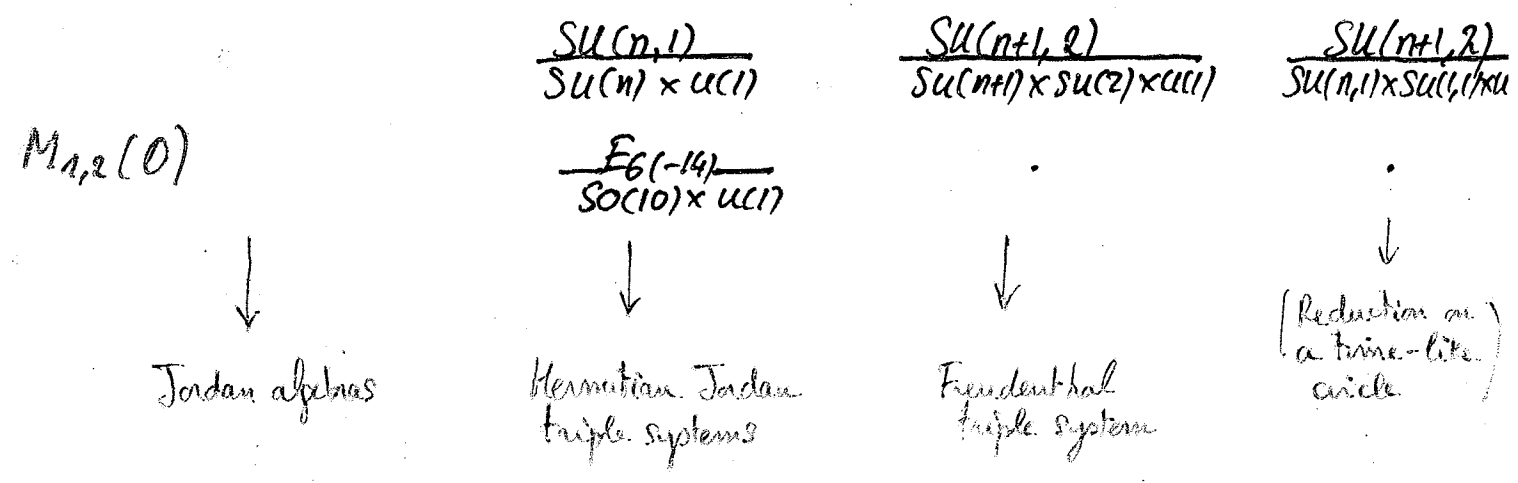 SU(n,1) SU(n+1,2) SU(n+1,2)
SU(n)×U(1) SU(n+1)×SU(2)×U(1) SU(n,1)×SU(1,1)×U
M1,2(O) E6(-14) . .
SO(10)×U(1)
↓ ↓ ↓ ↓
Jordan algebras Hermitian Jordan Freudenthal (Reduction on
triple systems triple system a time-like
circle)